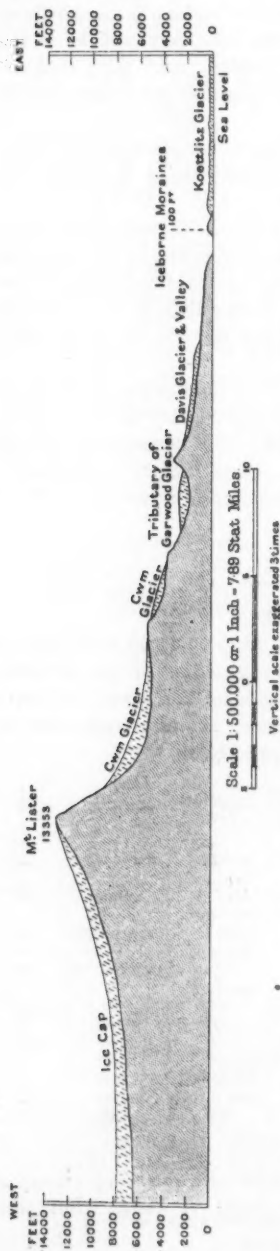 WEST
FEET
14000
12000
10000
8000
6000
4000
2000
0
Ice Cap
Mt Lister
13353
Cwm Glacier
Cwm
Glacier
Tributary of
Garwood Glacier
Davis Glacier & Valley
Iceborne Moraines
100 FT
Koettlitz Glacier
Sea Level
EAST
FEET
14000
12000
10000
8000
6000
4000
2000
0
Scale 1:500.000 or 1 Inch = 7.89 Stat Miles.
5
0
5
10
Vertical scale exaggerated 3 times